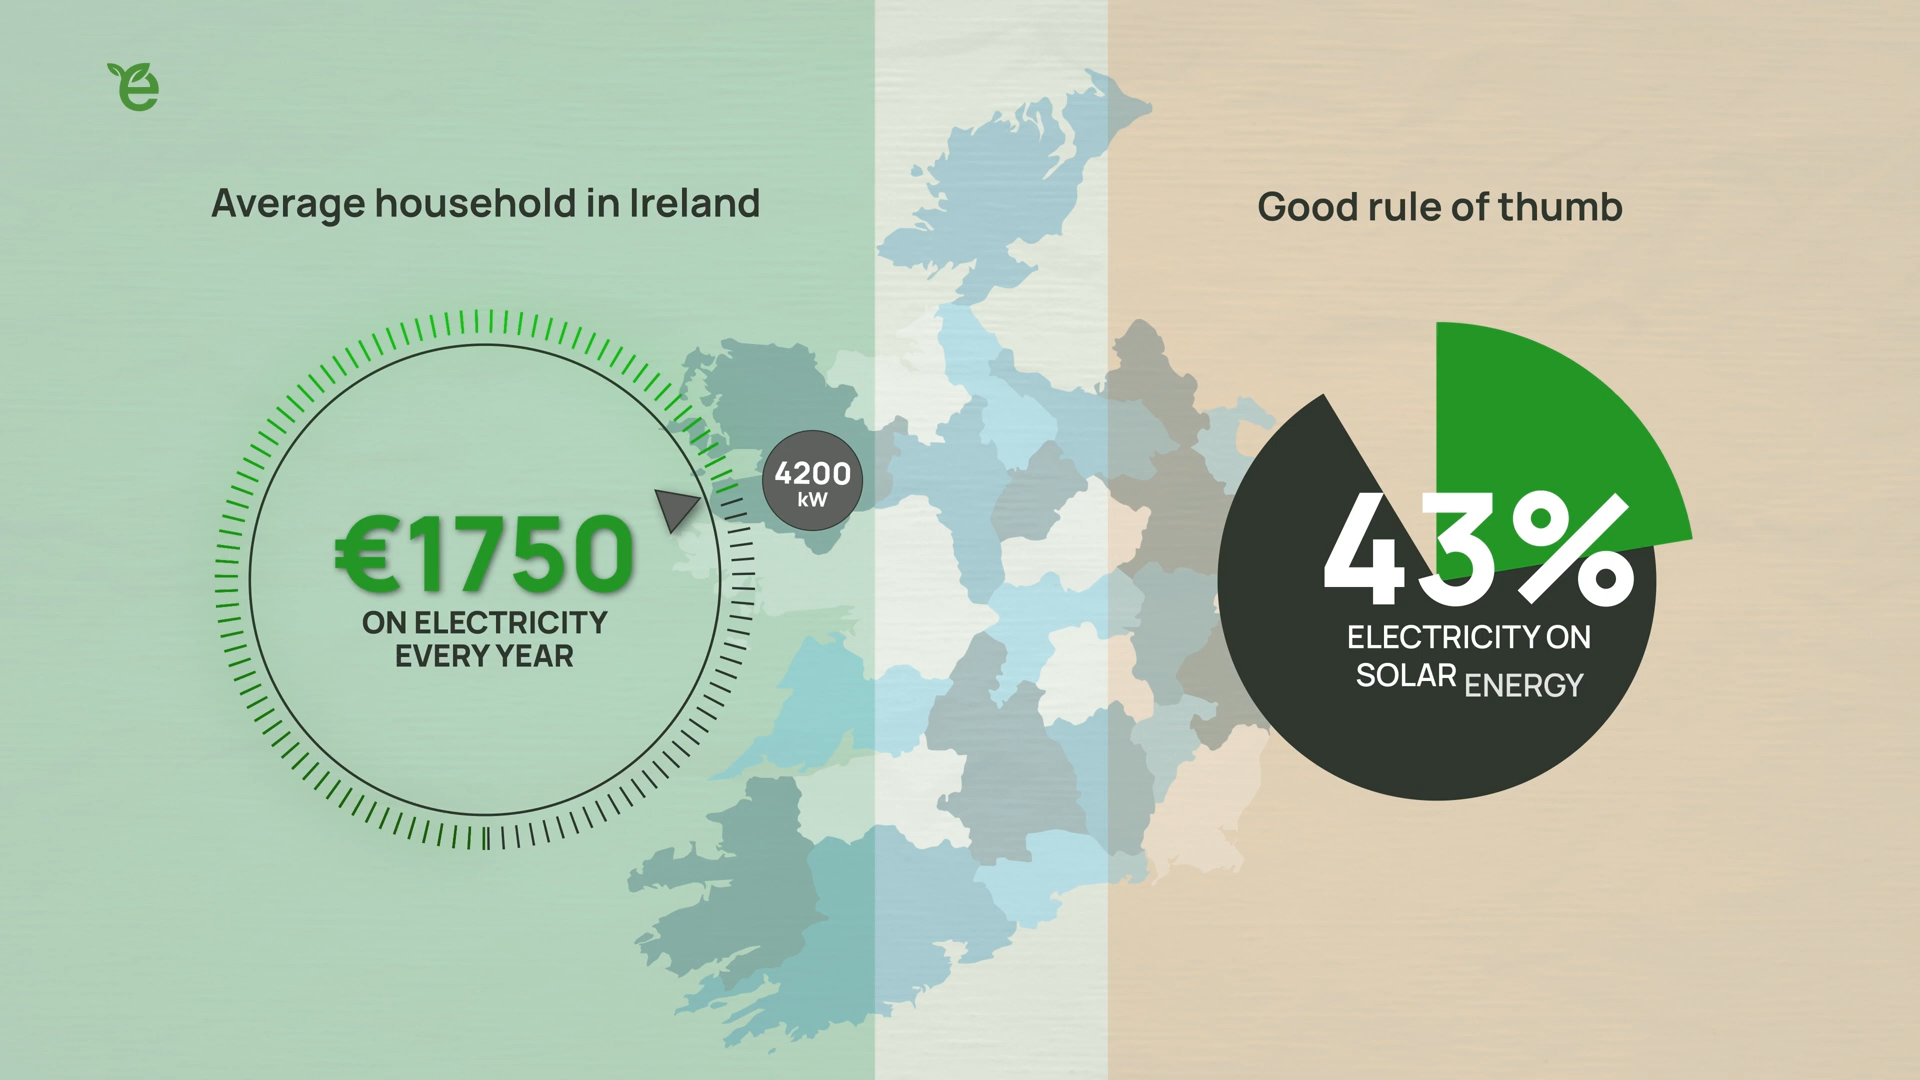 Average household in Ireland
€1750
ON ELECTRICITY
EVERY YEAR
4200
kW
Good rule of thumb
43%
ELECTRICITY ON
SOLAR ENERGY